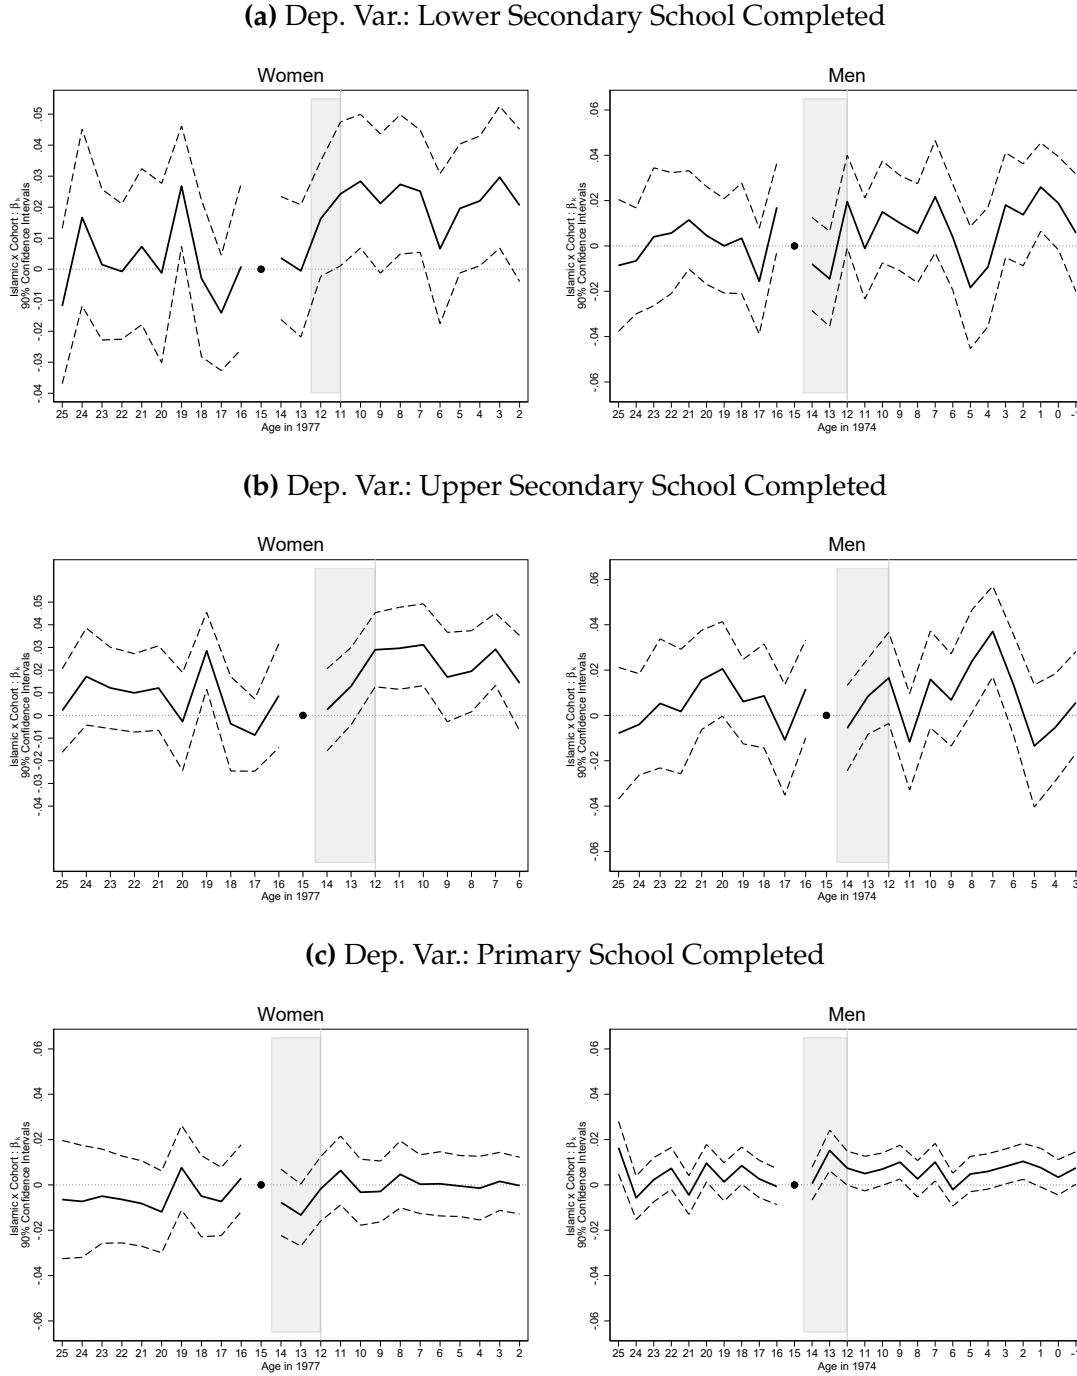 (a) Dep. Var.: Lower Secondary School Completed
Women
Islamic x Cohort : βk
90% Confidence Intervals
.05
.04
.03
.02
.01
0
-.01
-.02
-.03
-.04
25 24 23 22 21 20 19 18 17 16 15 14 13 12 11 10 9 8 7 6 5 4 3 2
Age in 1977
Men
Islamic x Cohort : βk
90% Confidence Intervals
.06
.04
.02
0
-.02
-.04
-.06
25 24 23 22 21 20 19 18 17 16 15 14 13 12 11 10 9 8 7 6 5 4 3 2 1 0 -1
Age in 1974
(b) Dep. Var.: Upper Secondary School Completed
Women
Islamic x Cohort : βk
90% Confidence Intervals
.05
.04
.03
.02
.01
0
-.01
-.02
-.03
-.04
25 24 23 22 21 20 19 18 17 16 15 14 13 12 11 10 9 8 7 6
Age in 1977
Men
Islamic x Cohort : βk
90% Confidence Intervals
.06
.04
.02
0
-.02
-.04
-.06
25 24 23 22 21 20 19 18 17 16 15 14 13 12 11 10 9 8 7 6 5 4 3
Age in 1974
(c) Dep. Var.: Primary School Completed
Women
Islamic x Cohort : βk
90% Confidence Intervals
.06
.04
.02
0
-.02
-.04
-.06
25 24 23 22 21 20 19 18 17 16 15 14 13 12 11 10 9 8 7 6 5 4 3 2
Age in 1977
Men
Islamic x Cohort : βk
90% Confidence Intervals
.06
.04
.02
0
-.02
-.04
-.06
25 24 23 22 21 20 19 18 17 16 15 14 13 12 11 10 9 8 7 6 5 4 3 2 1 0 -1
Age in 1974